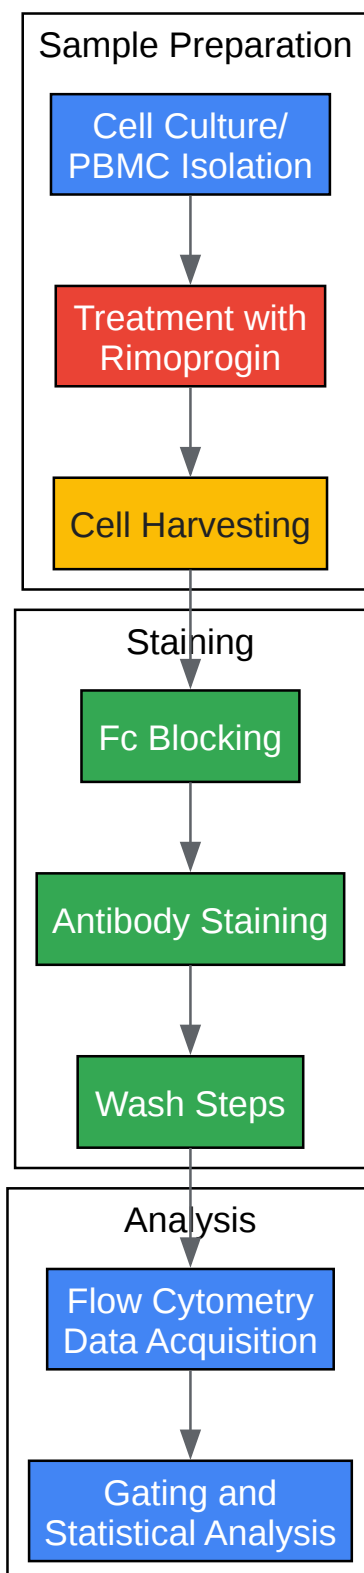 Sample Preparation
Cell Culture/
PBMC Isolation
Treatment with
Rimoprogin
Cell Harvesting
Staining
Fc Blocking
Antibody Staining
Wash Steps
Analysis
Flow Cytometry
Data Acquisition
Gating and
Statistical Analysis